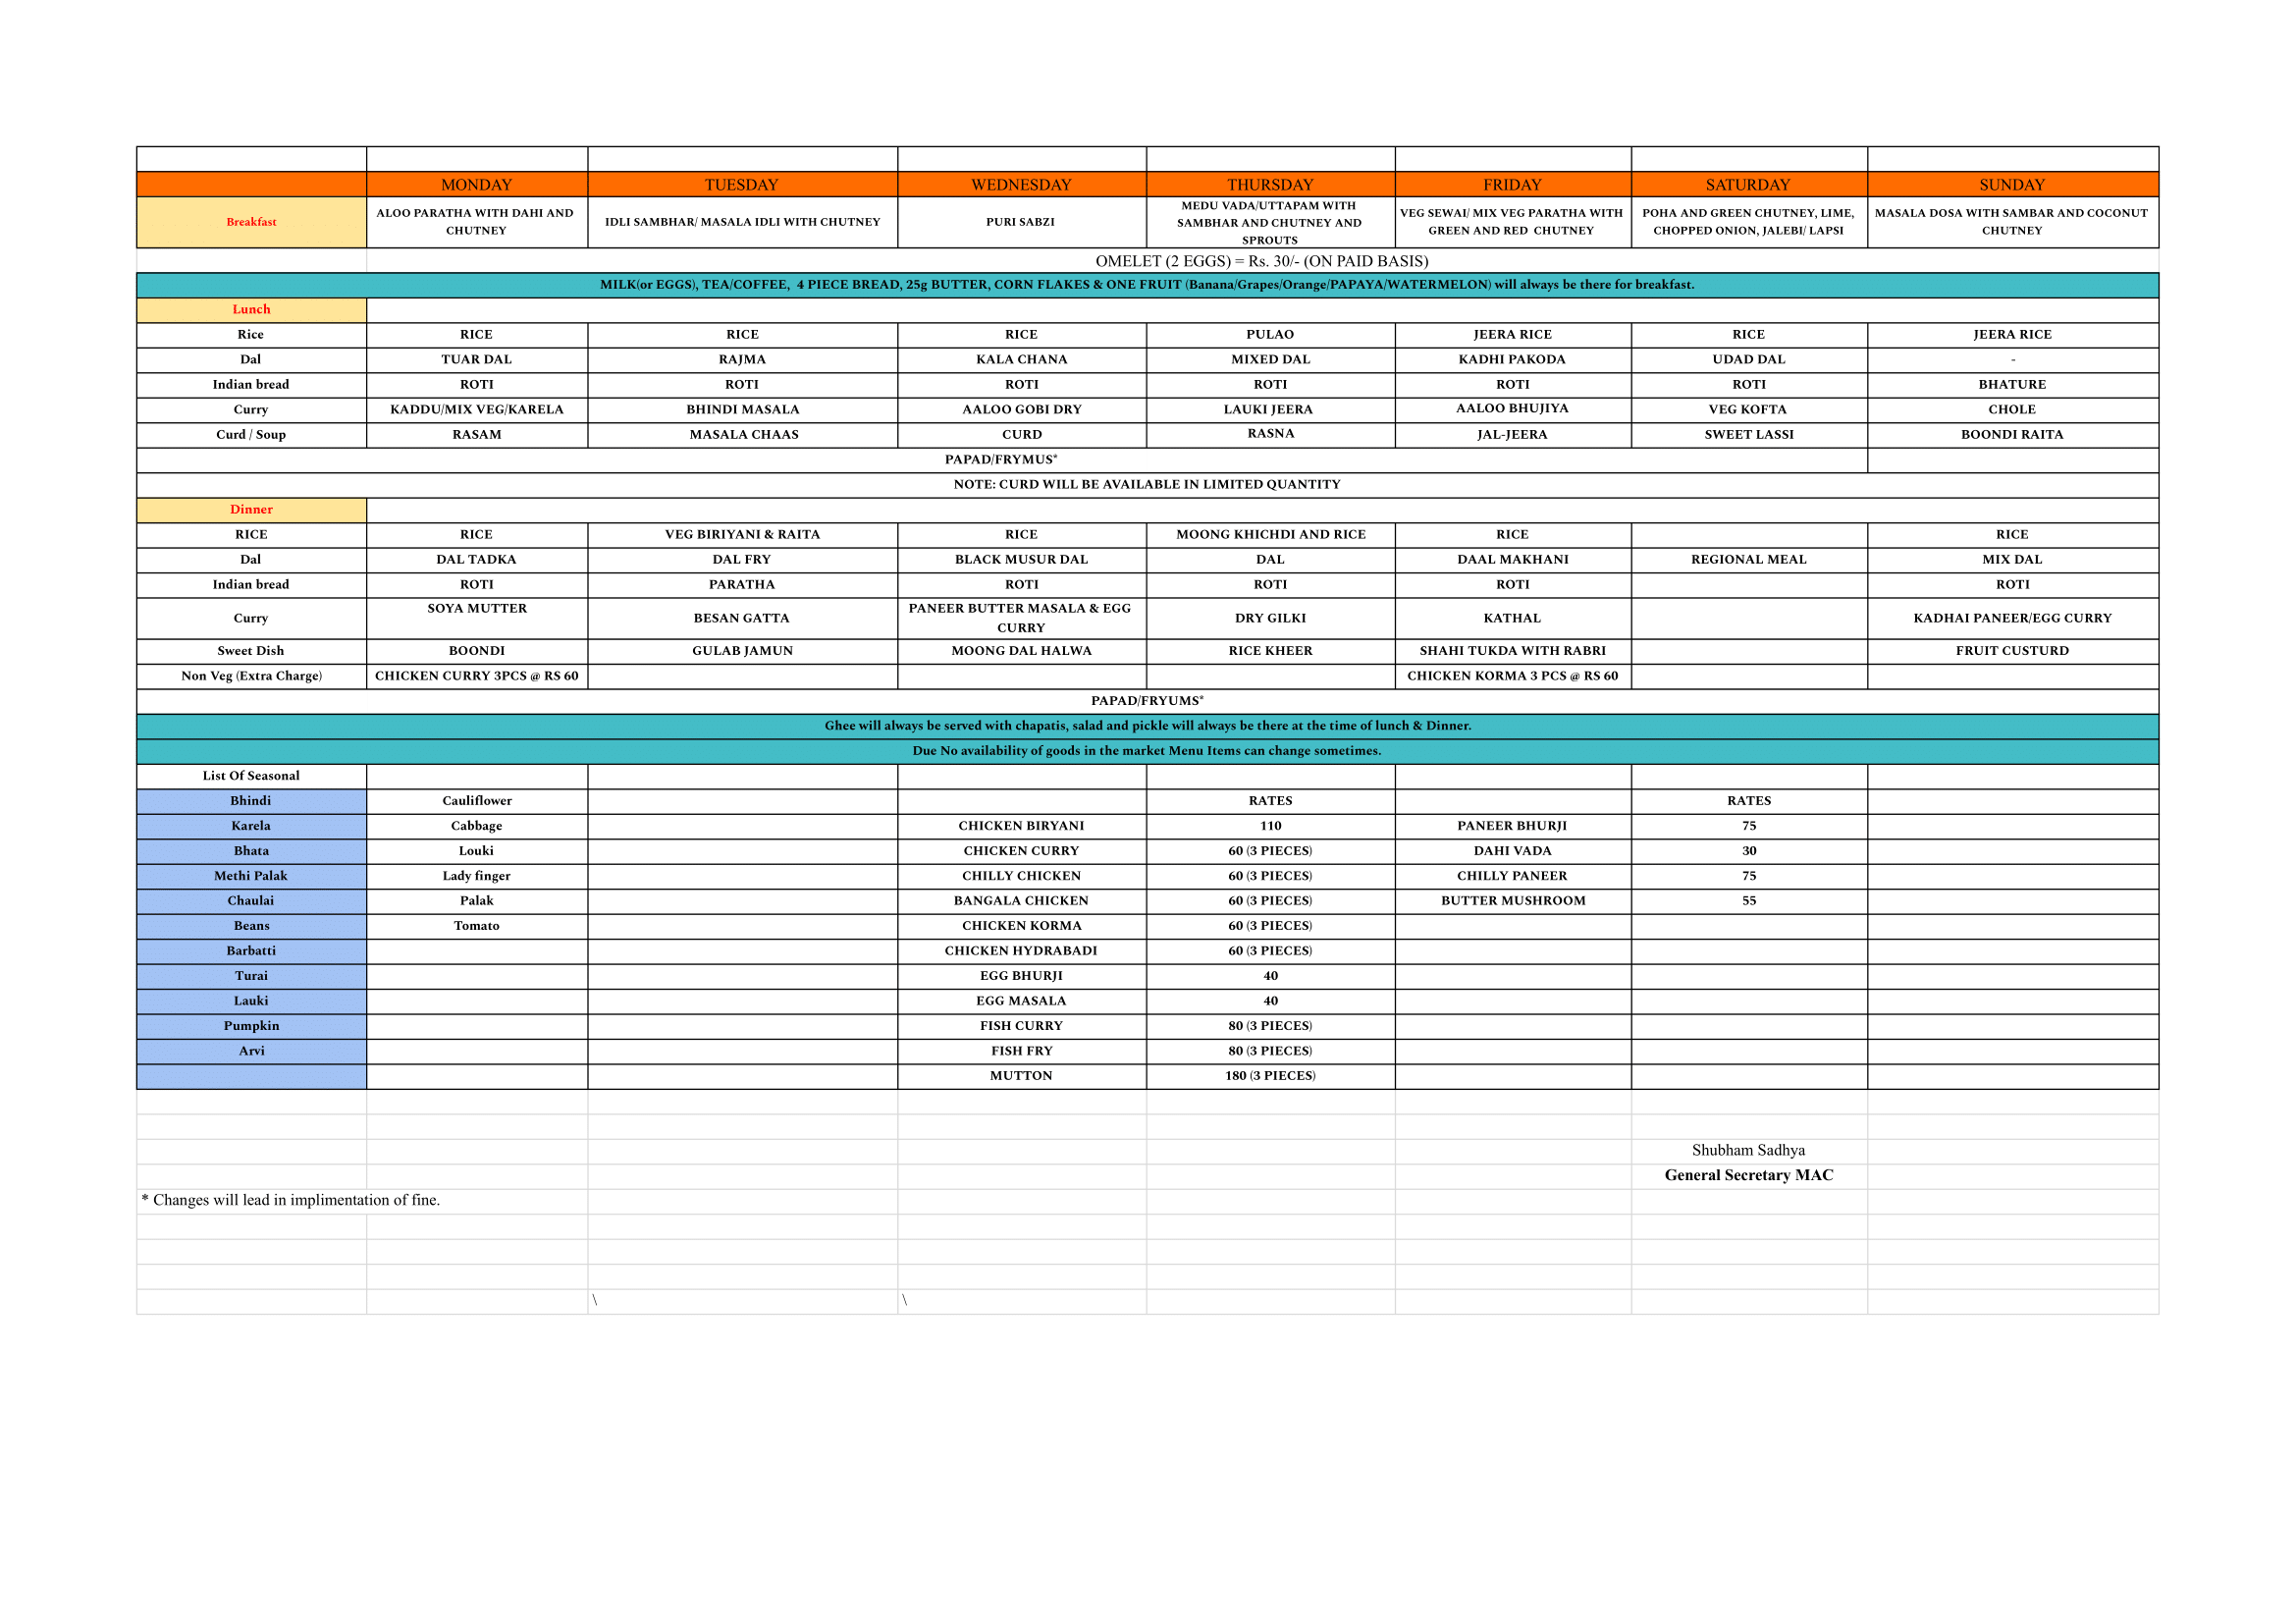 MONDAY TUESDAY WEDNESDAY THURSDAY FRIDAY SATURDAY SUNDAY
Breakfast
ALOO PARATHA WITH DAHI AND
CHUTNEY
IDLI SAMBHAR/ MASALA IDLI WITH CHUTNEY
PURI SABZI
MEDU VADA/UTTAPAM WITH
SAMBHAR AND CHUTNEY AND
SPROUTS
VEG SEWAI/ MIX VEG PARATHA WITH
GREEN AND RED CHUTNEY
POHA AND GREEN CHUTNEY, LIME,
CHOPPED ONION, JALEBI/ LAPSI
MASALA DOSA WITH SAMBAR AND COCONUT
CHUTNEY
OMELET (2 EGGS) = Rs. 30/- (ON PAID BASIS)
MILK(or EGGS), TEA/COFFEE, 4 PIECE BREAD, 25g BUTTER, CORN FLAKES & ONE FRUIT (Banana/Grapes/Orange/PAPAYA/WATERMELON) will always be there for breakfast.
Lunch
Rice RICE RICE RICE PULAO JEERA RICE RICE JEERA RICE
Dal TUAR DAL RAJMA KALA CHANA MIXED DAL KADHI PAKODA UDAD DAL -
Indian bread ROTI ROTI ROTI ROTI ROTI ROTI BHATURE
Curry KADDU/MIX VEG/KARELA BHINDI MASALA AALOO GOBI DRY LAUKI JEERA AALOO BHUJIYA VEG KOFTA CHOLE
Curd / Soup RASAM MASALA CHAAS CURD RASNA JAL-JEERA SWEET LASSI BOONDI RAITA
PAPAD/FRYMUS*
NOTE: CURD WILL BE AVAILABLE IN LIMITED QUANTITY
Dinner
RICE RICE VEG BIRIYANI & RAITA RICE MOONG KHICHDI AND RICE RICE RICE
Dal DAL TADKA DAL FRY BLACK MUSUR DAL DAL DAAL MAKHANI REGIONAL MEAL MIX DAL
Indian bread ROTI PARATHA ROTI ROTI ROTI ROTI
Curry
SOYA MUTTER
BESAN GATTA
PANEER BUTTER MASALA & EGG
CURRY
DRY GILKI
KATHAL
KADHAI PANEER/EGG CURRY
Sweet Dish BOONDI GULAB JAMUN MOONG DAL HALWA RICE KHEER SHAHI TUKDA WITH RABRI FRUIT CUSTURD
Non Veg (Extra Charge) CHICKEN CURRY 3PCS @ RS 60 CHICKEN KORMA 3 PCS @ RS 60
PAPAD/FRYUMS*
Ghee will always be served with chapatis, salad and pickle will always be there at the time of lunch & Dinner.
Due No availability of goods in the market Menu Items can change sometimes.
List Of Seasonal
Bhindi Cauliflower RATES RATES
Karela Cabbage CHICKEN BIRYANI 110 PANEER BHURJI 75
Bhata Louki CHICKEN CURRY 60 (3 PIECES) DAHI VADA 30
Methi Palak Lady finger CHILLY CHICKEN 60 (3 PIECES) CHILLY PANEER 75
Chaulai Palak BANGALA CHICKEN 60 (3 PIECES) BUTTER MUSHROOM 55
Beans Tomato CHICKEN KORMA 60 (3 PIECES)
Barbatti CHICKEN HYDRABADI 60 (3 PIECES)
Turai EGG BHURJI 40
Lauki EGG MASALA 40
Pumpkin FISH CURRY 80 (3 PIECES)
Arvi FISH FRY 80 (3 PIECES)
MUTTON 180 (3 PIECES)
Shubham Sadhya
General Secretary MAC
* Changes will lead in implimentation of fine.
\ \